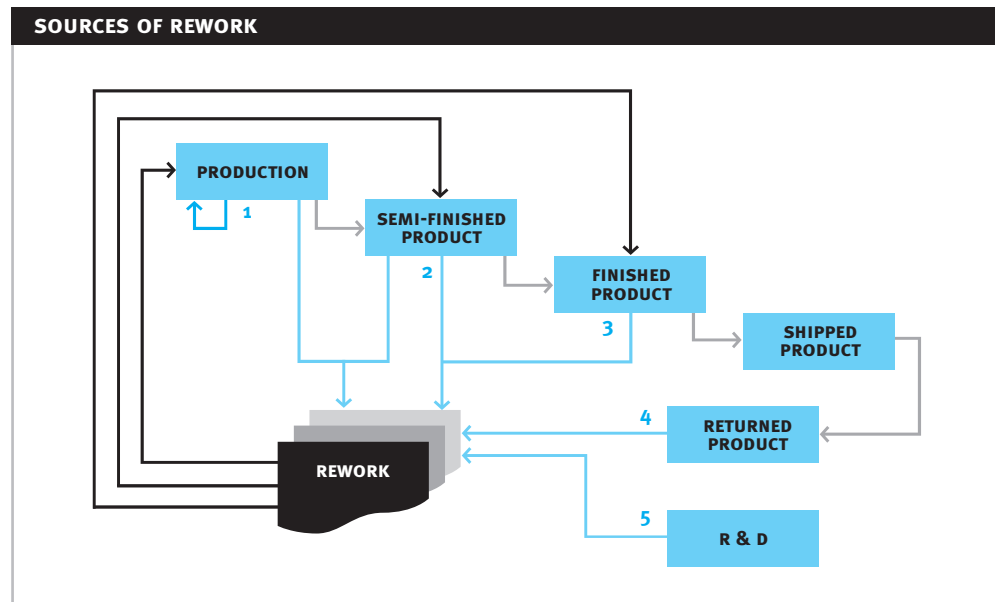 SOURCES OF REWORK
PRODUCTION
1
SEMI-FINISHED
PRODUCT
2
FINISHED
PRODUCT
3
SHIPPED
PRODUCT
4
RETURNED
PRODUCT
REWORK
5
R & D